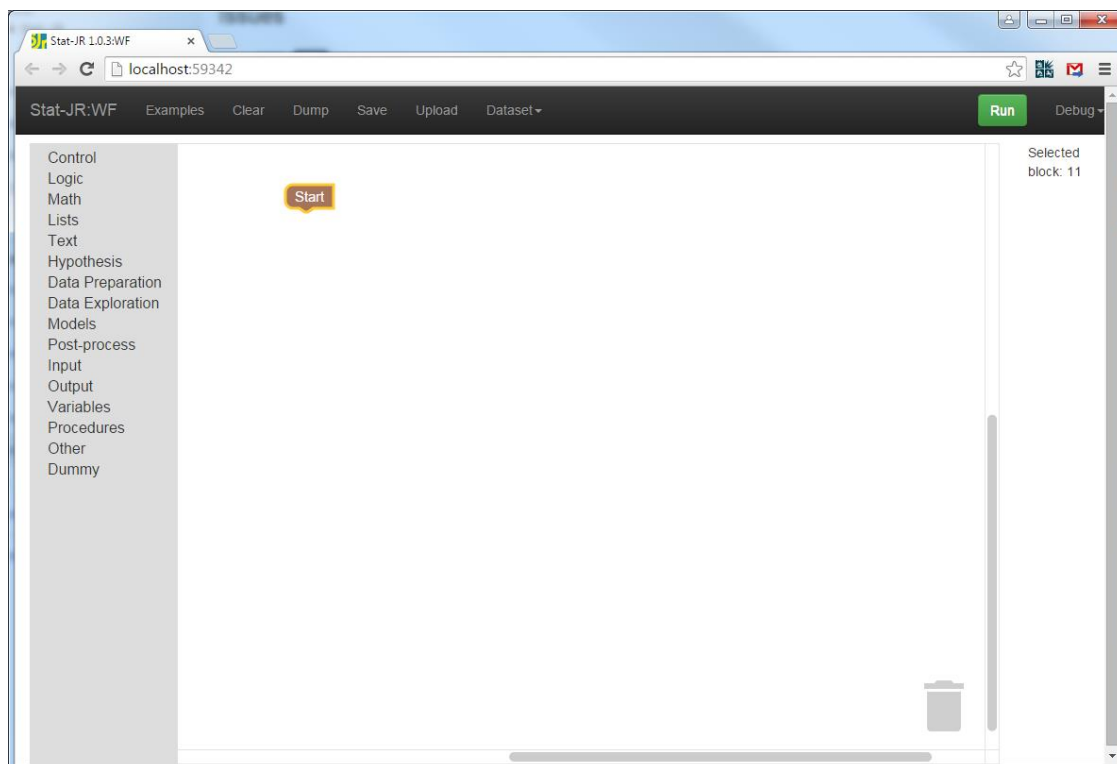 issues
Stat-JR 1.0.3:WF
localhost:59342
Stat-JR:WF Examples Clear Dump Save Upload Dataset Run Debug
Control
Logic
Math
Lists
Text
Hypothesis
Data Preparation
Data Exploration
Models
Post-process
Input
Output
Variables
Procedures
Other
Dummy
Start
Selected
block: 11